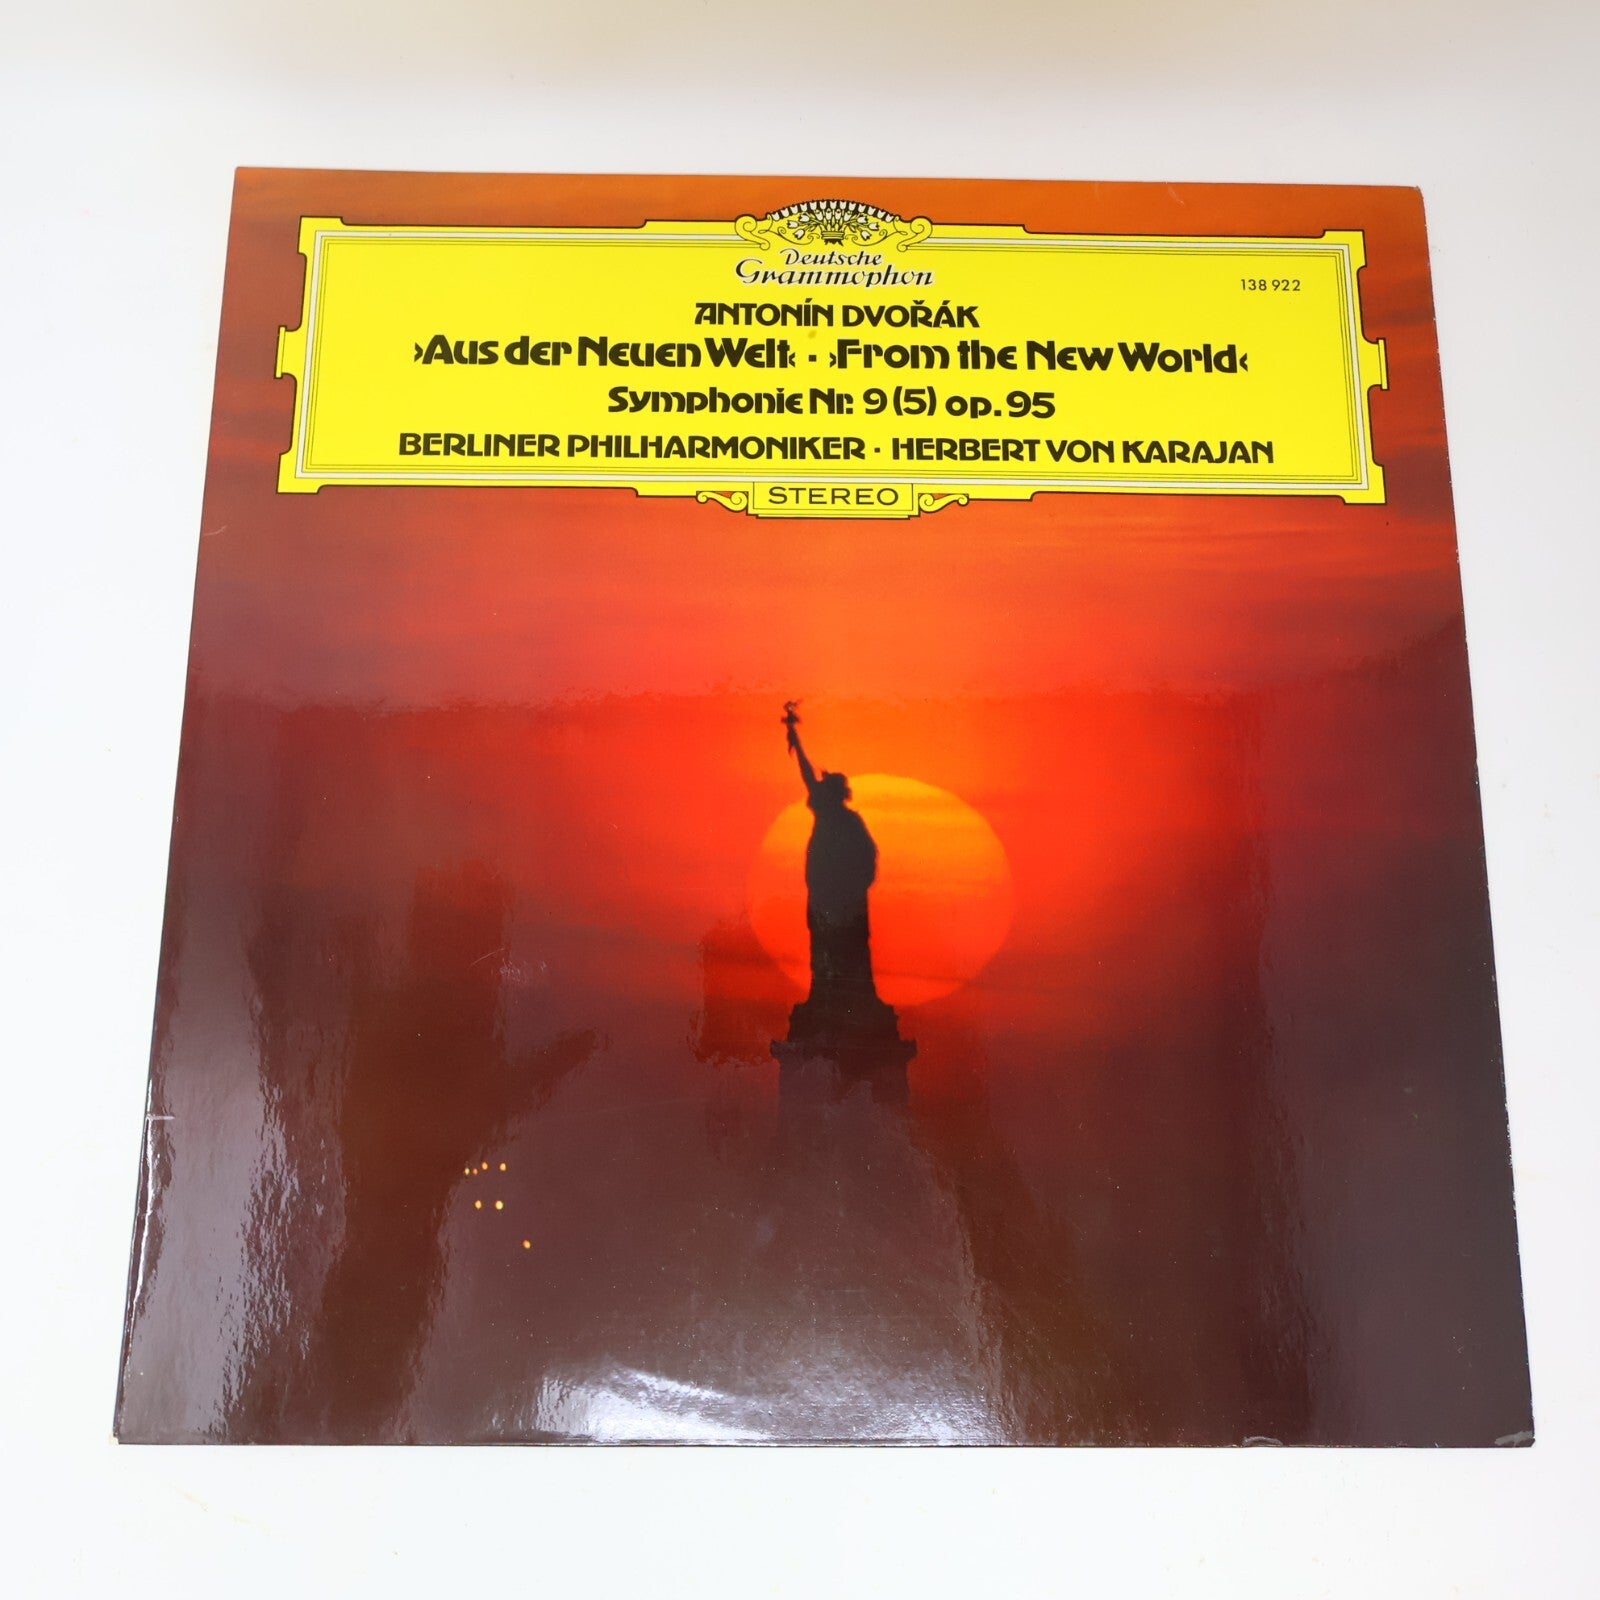 Deutsche
Grammophon
138 922
ANTONÍN DVOŘÁK
›Aus der Neuen Welt‹ · ›From the New World‹
Symphonie Nr. 9 (5) op. 95
BERLINER PHILHARMONIKER · HERBERT VON KARAJAN
STEREO